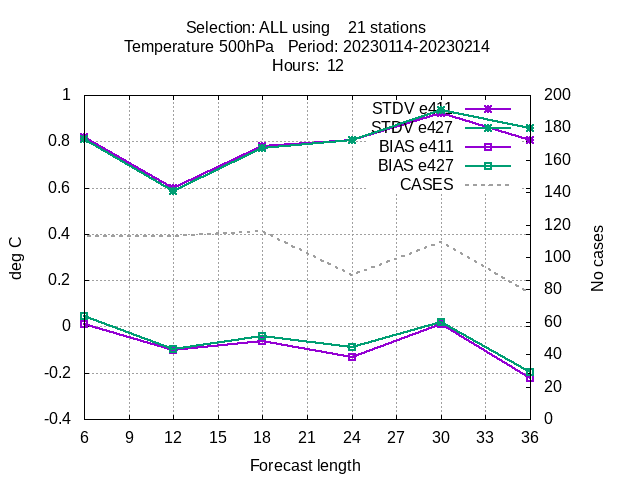 Selection: ALL using 21 stations
Temperature 500hPa Period: 20230114-20230214
Hours: 12
1
0.8
0.6
0.4
0.2
0
-0.2
-0.4
deg C
200
180
160
140
120
100
80
60
40
20
0
No cases
STDV e411
STDV e427
BIAS e411
BIAS e427
CASES
6 9 12 15 18 21 24 27 30 33 36
Forecast length